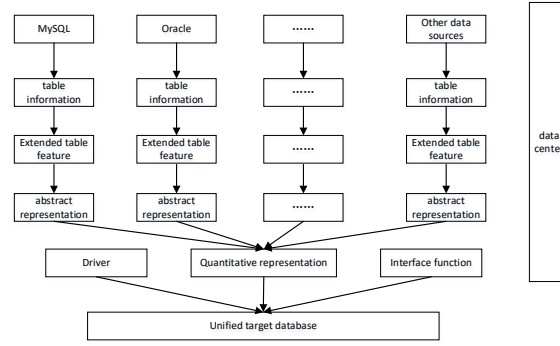 MySQL
Oracle
......
Other data
sources
table
information
table
information
......
table
information
Extended table
feature
Extended table
feature
......
Extended table
feature
abstract
representation
abstract
representation
......
abstract
representation
Driver
Quantitative representation
Interface function
Unified target database
data
cente